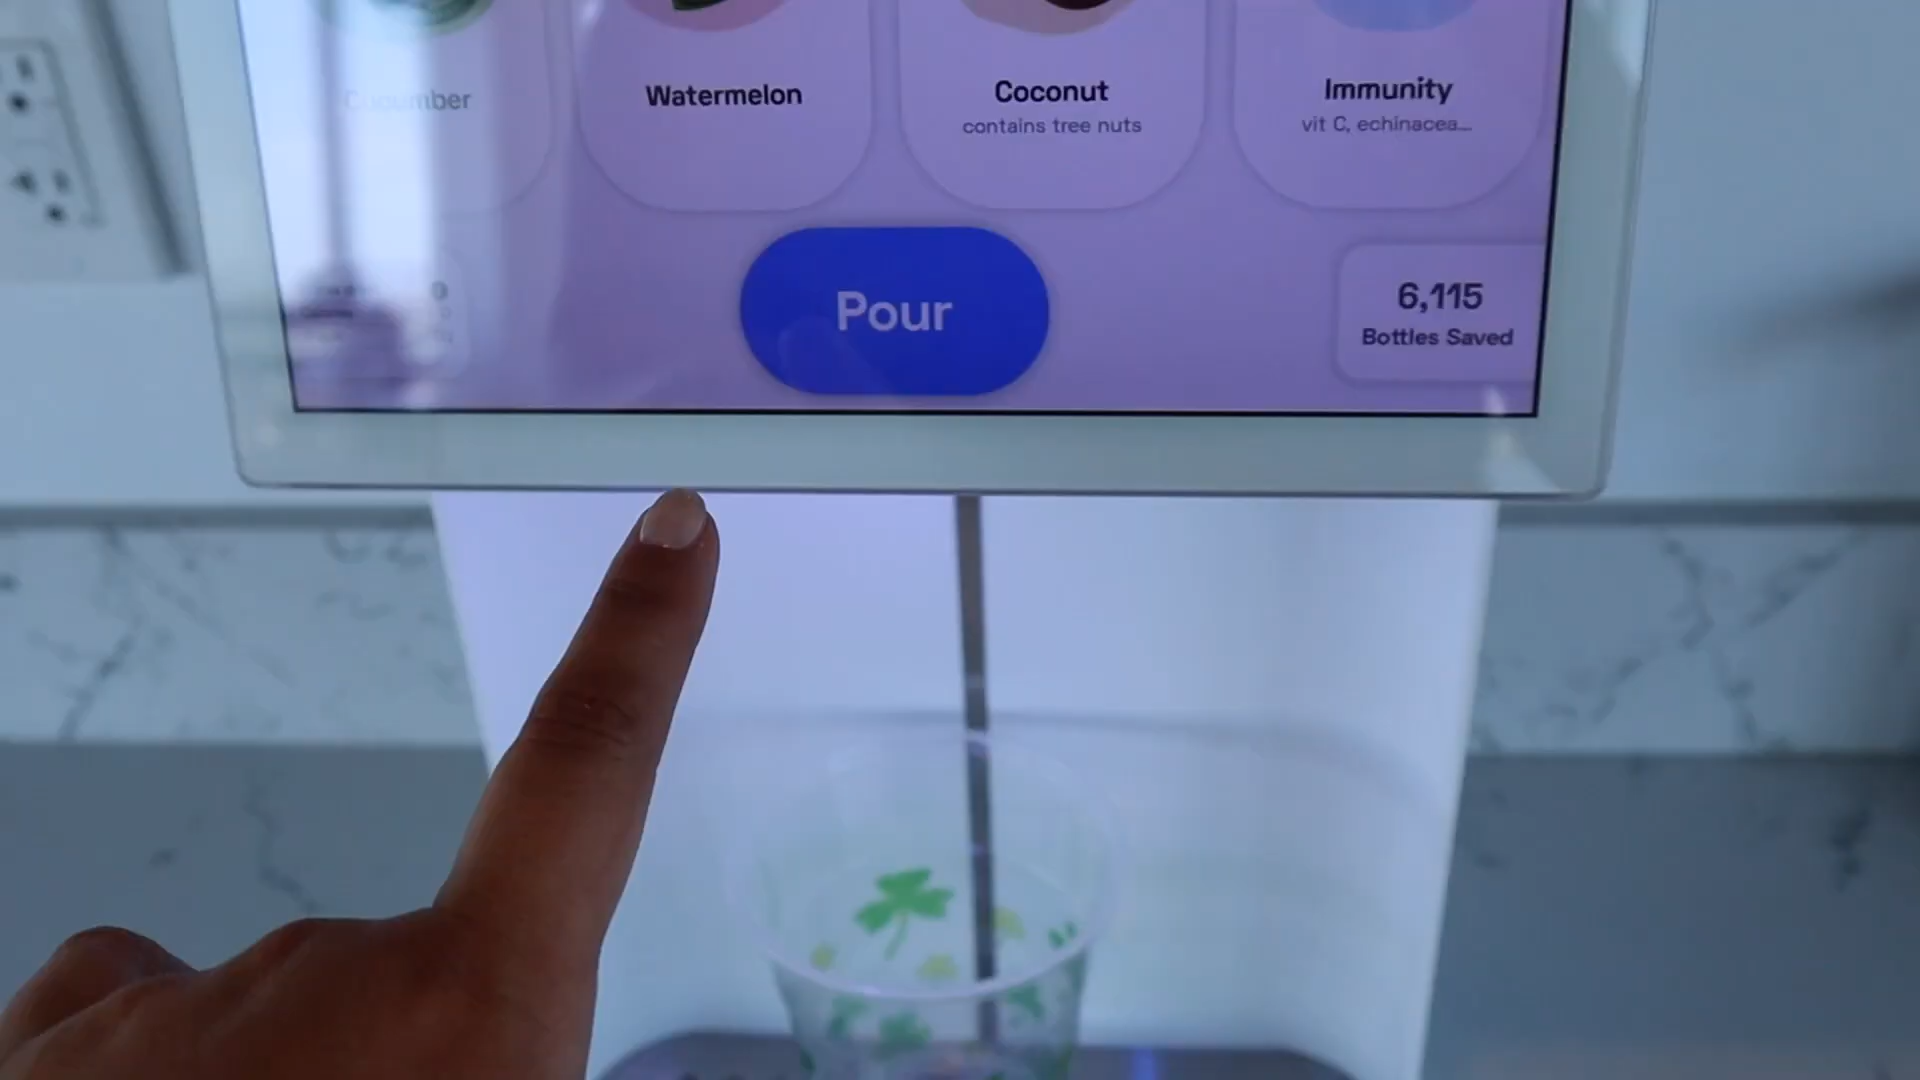 Cucumber
Watermelon
Coconut
contains tree nuts
Immunity
vit C, echinacea...
Pour
6,115
Bottles Saved